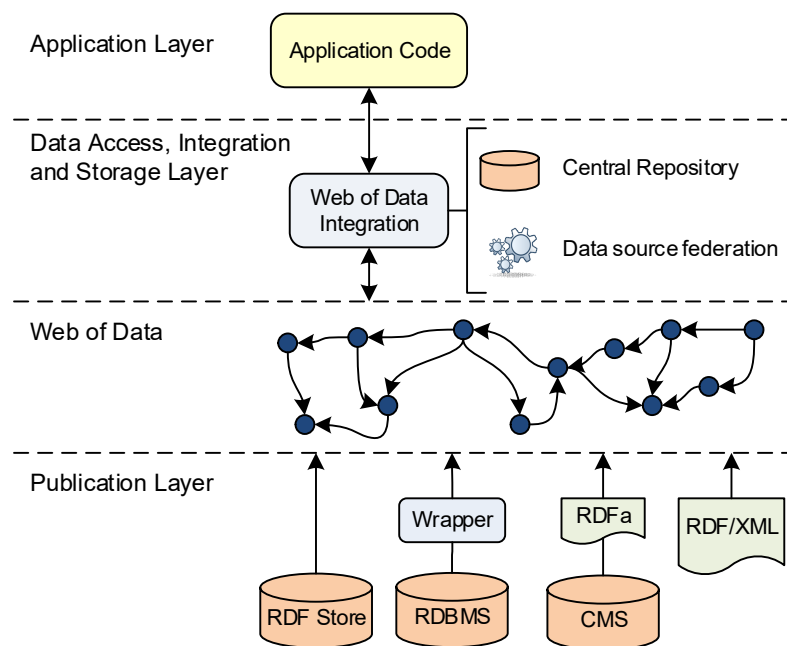 Application Layer
Application Code
Data Access, Integration
and Storage Layer
Web of Data
Integration
Central Repository
Data source federation
Web of Data
Publication Layer
Wrapper
RDFa
RDF/XML
RDF Store
RDBMS
CMS